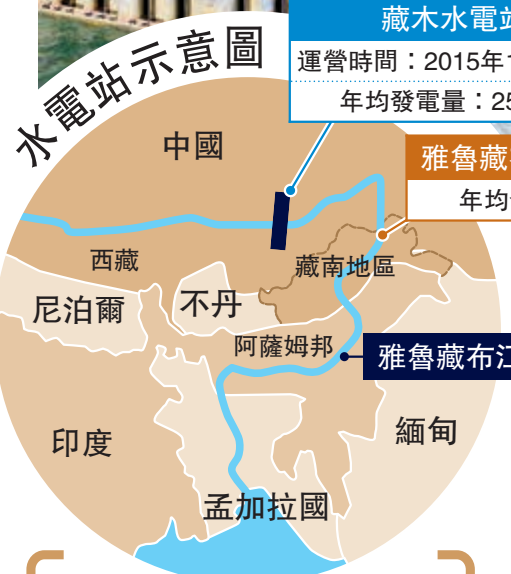 水電站示意圖
藏木水電站
運營時間：2015年
年均發電量：25
雅魯藏
年均
中國
西藏
藏南地區
尼泊爾
不丹
阿薩姆邦
雅魯藏布江
印度
緬甸
孟加拉國